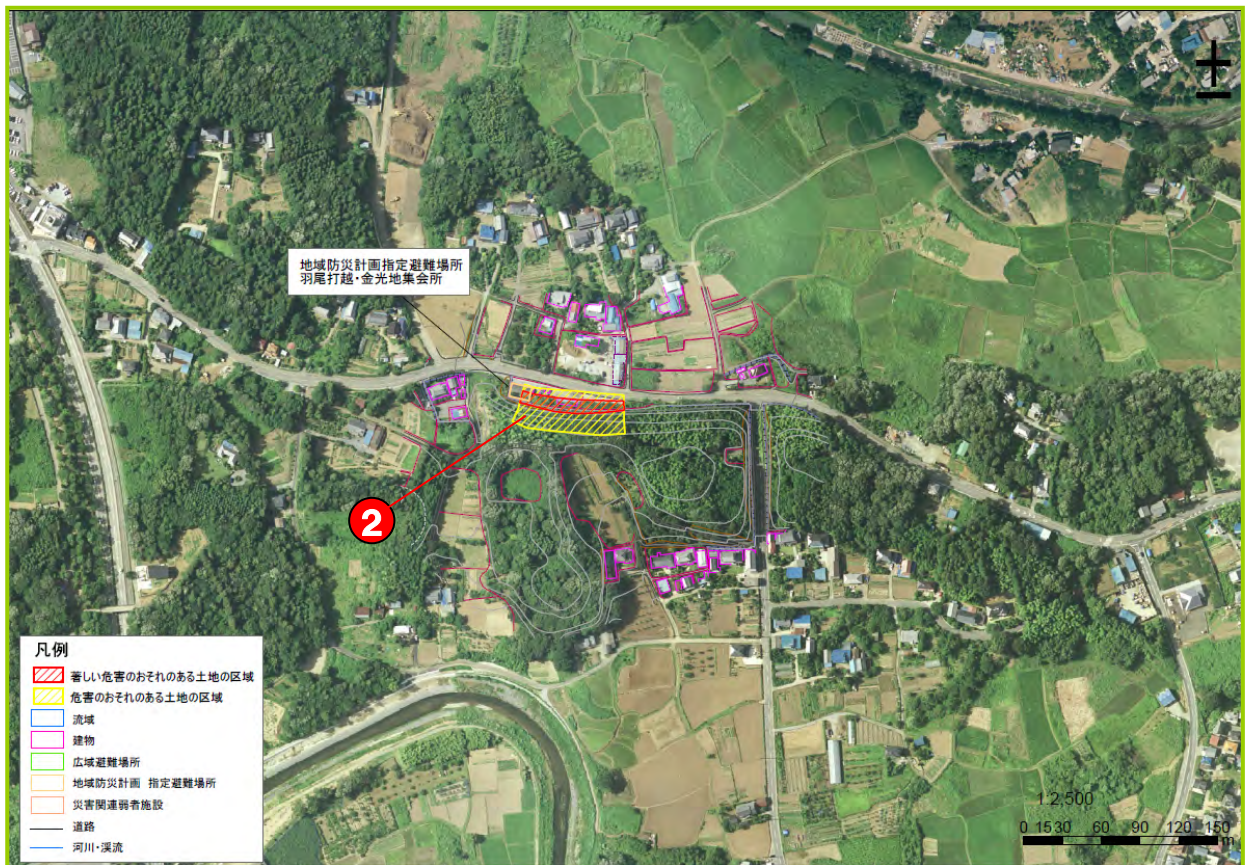 地域防災計画指定避難場所
羽尾打越・金光地集会所
2
凡例
著しい危害のおそれのある土地の区域
危害のおそれのある土地の区域
流域
建物
広域避難場所
地域防災計画 指定避難場所
災害関連弱者施設
道路
河川・渓流
1:2,500
0 1530 60 90 120 150
m